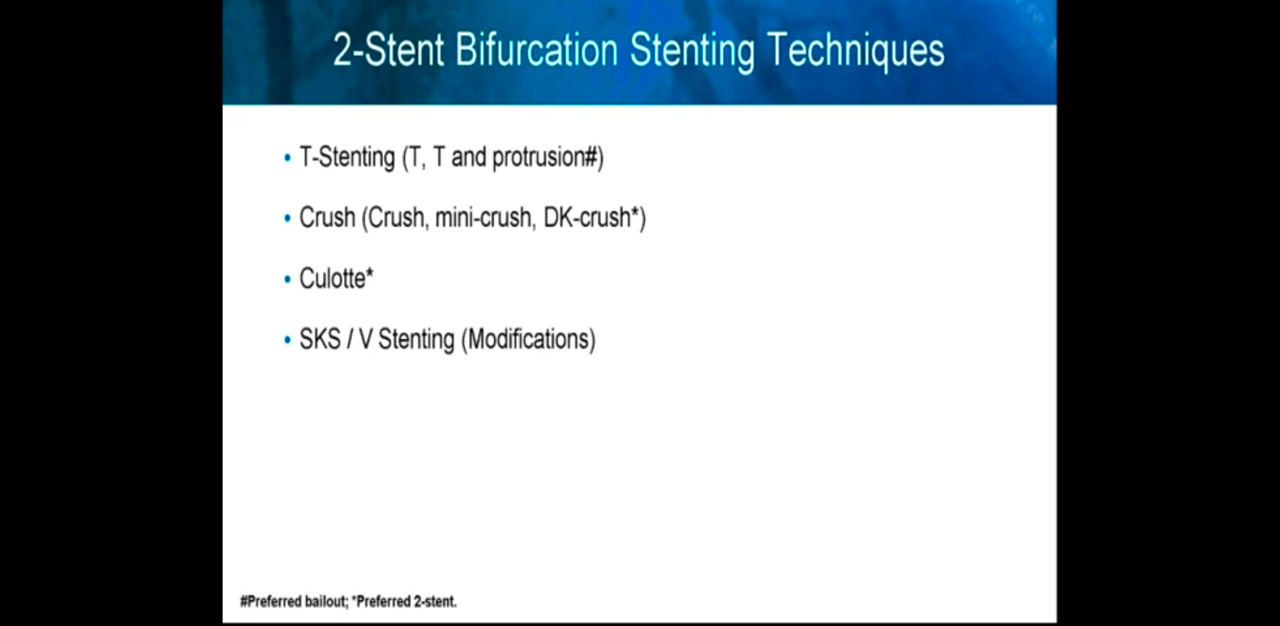 2-Stent Bifurcation Stenting Techniques
• T-Stenting (T, T and protrusion#)
• Crush (Crush, mini-crush, DK-crush*)
• Culotte*
• SKS / V Stenting (Modifications)
#Preferred bailout; *Preferred 2-stent.